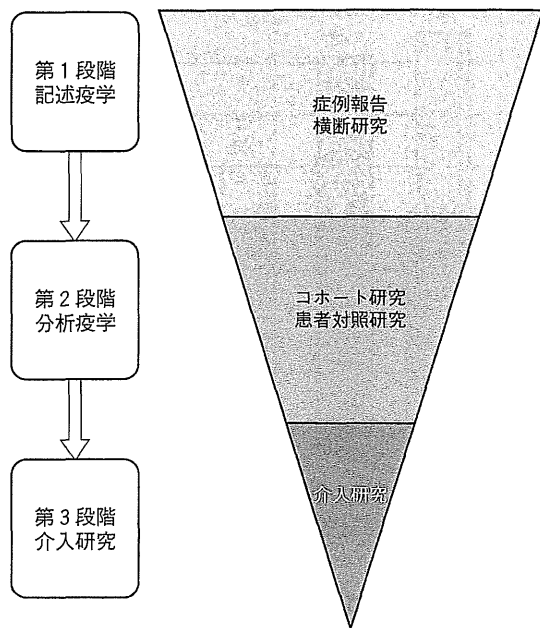 第1段階
記述疫学
症例報告
横断研究
第2段階
分析疫学
コホート研究
患者対照研究
第3段階
介入研究
介入研究